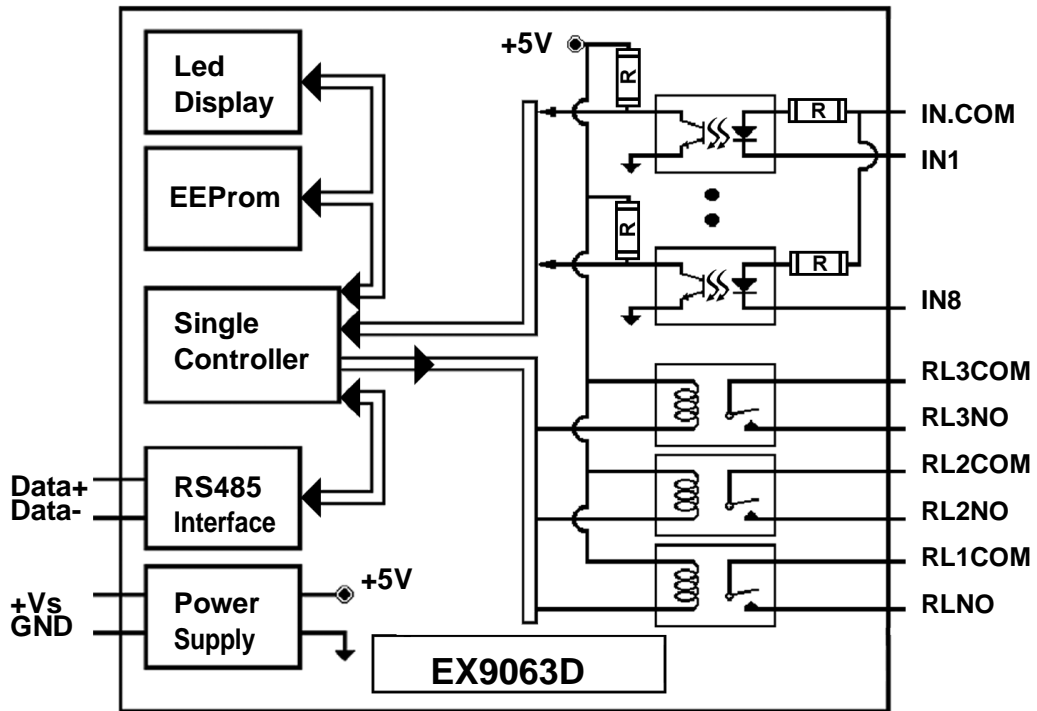 Led
Display
EEProm
Single
Controller
RS485
Interface
Power
Supply
Data+
Data-
+Vs
GND
+5V
+5V
R
R
R
R
IN.COM
IN1
IN8
RL3COM
RL3NO
RL2COM
RL2NO
RL1COM
RLNO
EX9063D